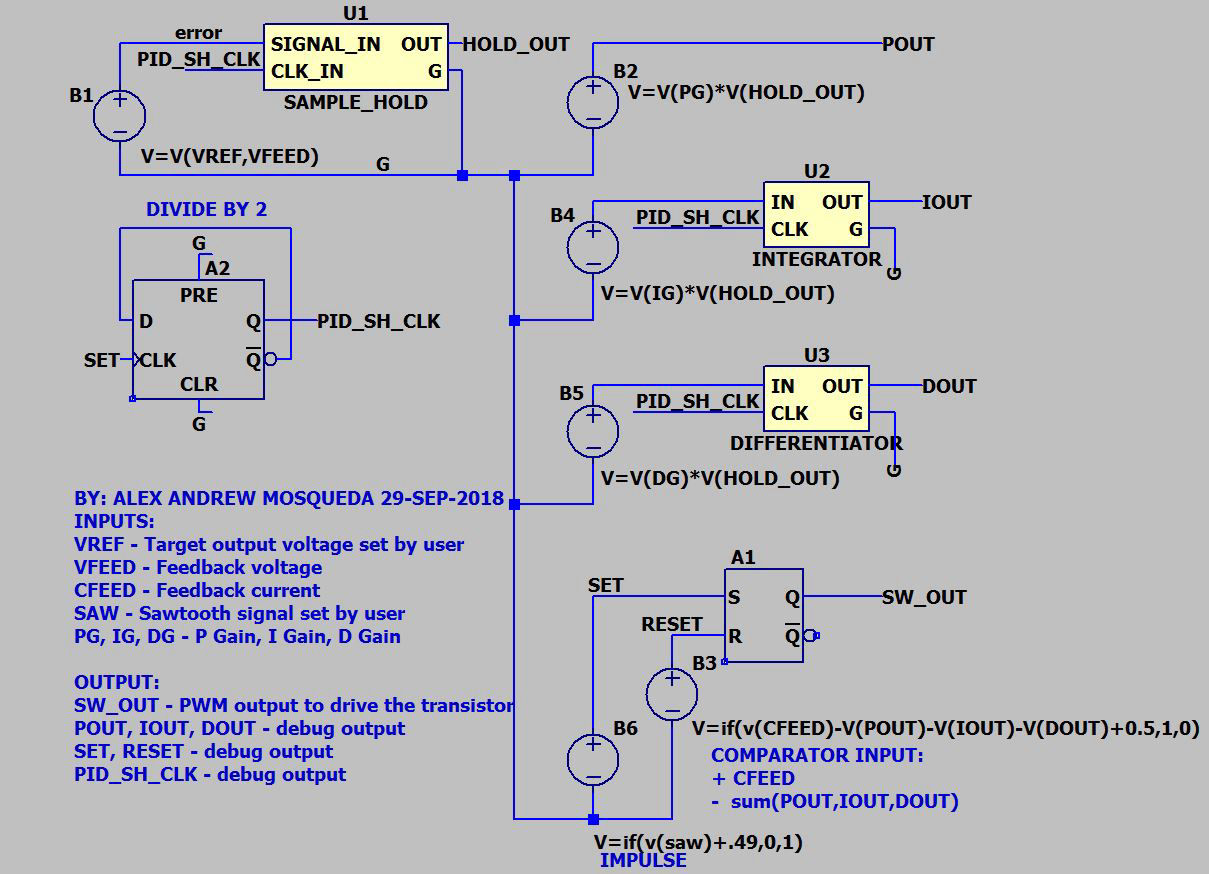 U1
error
SIGNAL_IN OUT
HOLD_OUT
PID_SH_CLK
CLK_IN G
SAMPLE_HOLD
B1
V=V(VREF,VFEED)
G
B2
POUT
V=V(PG)*V(HOLD_OUT)
U2
B4
PID_SH_CLK
IN OUT
CLK G
IOUT
INTEGRATOR
G
V=V(IG)*V(HOLD_OUT)
DIVIDE BY 2
G
A2
PRE
D Q
PID_SH_CLK
SET
CLK Q
CLR
G
U3
B5
PID_SH_CLK
IN OUT
CLK G
DOUT
DIFFERENTIATOR
G
V=V(DG)*V(HOLD_OUT)
BY: ALEX ANDREW MOSQUEDA 29-SEP-2018
INPUTS:
VREF - Target output voltage set by user
VFEED - Feedback voltage
CFEED - Feedback current
SAW - Sawtooth signal set by user
PG, IG, DG - P Gain, I Gain, D Gain
OUTPUT:
SW_OUT - PWM output to drive the transistor
POUT, IOUT, DOUT - debug output
SET, RESET - debug output
PID_SH_CLK - debug output
A1
SET
S Q
SW_OUT
RESET
R Q
B3
V=if(v(CFEED)-V(POUT)-V(IOUT)-V(DOUT)+0.5,1,0)
B6
COMPARATOR INPUT:
+ CFEED
- sum(POUT,IOUT,DOUT)
V=if(v(saw)+.49,0,1)
IMPULSE